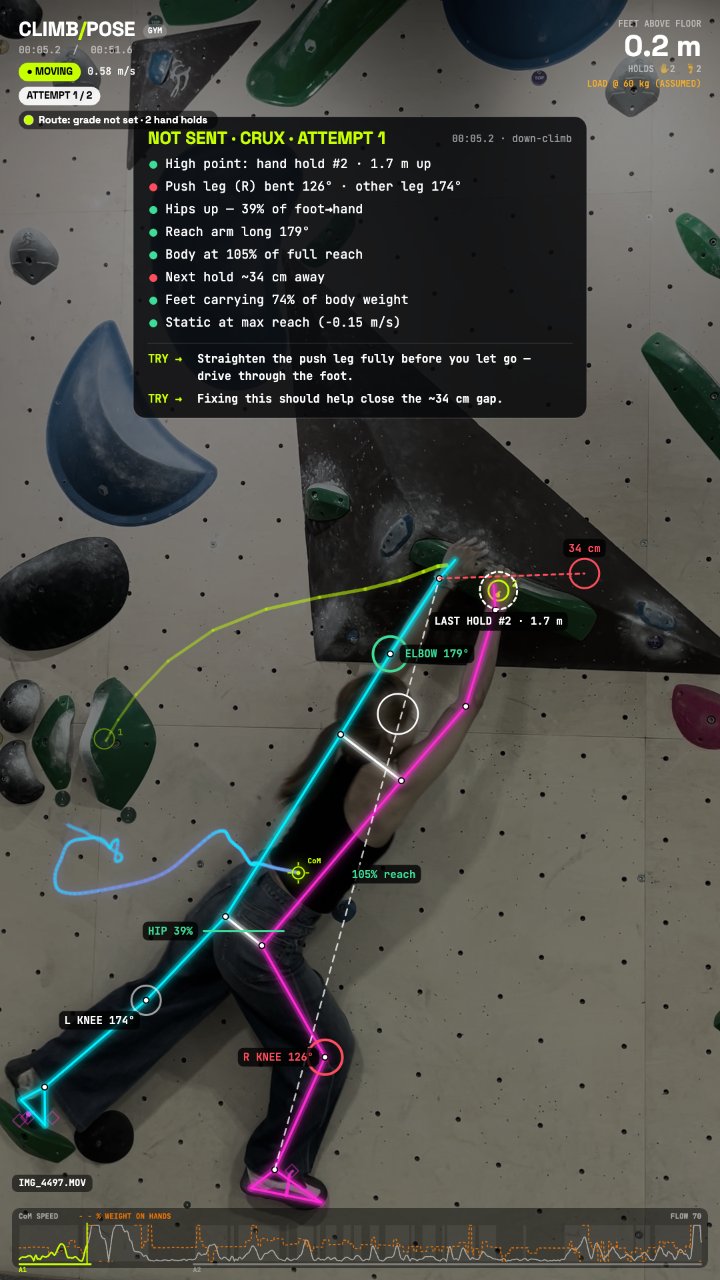 CLIMB/POSE GYM
00:05.2 / 00:51.6
● MOVING 0.58 m/s
ATTEMPT 1/2
Route: grade not set · 2 hand holds
FEET ABOVE FLOOR
0.2 m
HOLDS 2 2
LOAD @ 60 kg (ASSUMED)
NOT SENT · CRUX · ATTEMPT 1
00:05.2 · down-climb
High point: hand hold #2 · 1.7 m up
Push leg (R) bent 126° · other leg 174°
Hips up — 39% of foot→hand
Reach arm long 179°
Body at 105% of full reach
Next hold ~34 cm away
Feet carrying 74% of body weight
Static at max reach (-0.15 m/s)
TRY → Straighten the push leg fully before you let go —
drive through the foot.
TRY → Fixing this should help close the ~34 cm gap.
34 cm
LAST HOLD #2 · 1.7 m
ELBOW 179°
1
CoM
105% reach
HIP 39%
L KNEE 174°
R KNEE 126°
IMG_4497.MOV
CoM SPEED - - % WEIGHT ON HANDS
FLOW 70
A1 A2